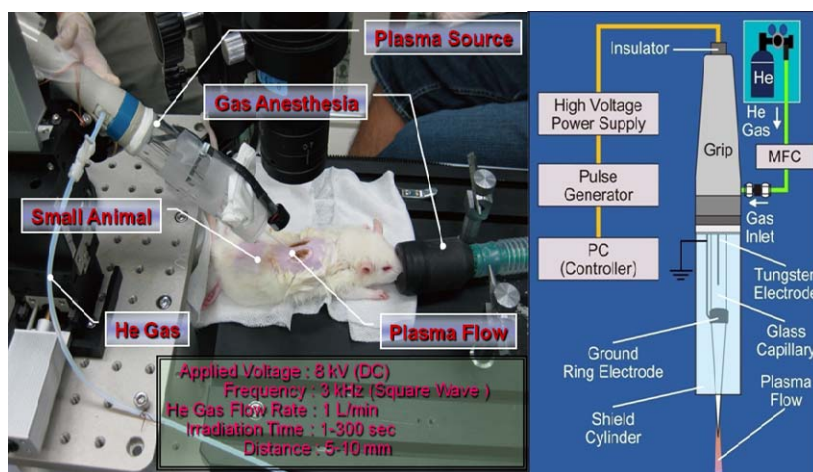 Plasma Source
Gas Anesthesia
Small Animal
He Gas
Plasma Flow
Applied Voltage : 8 kV (DC)
Frequency : 3 kHz (Square Wave )
He Gas Flow Rate : 1 L/min
Irradiation Time : 1-300 sec
Distance : 5-10 mm
Insulator
High Voltage
Power Supply
He
He
Gas
Grip
MFC
Pulse
Generator
Gas
Inlet
PC
(Controller)
Tungsten
Electrode
Glass
Capillary
Ground
Ring Electrode
Plasma
Flow
Shield
Cylinder